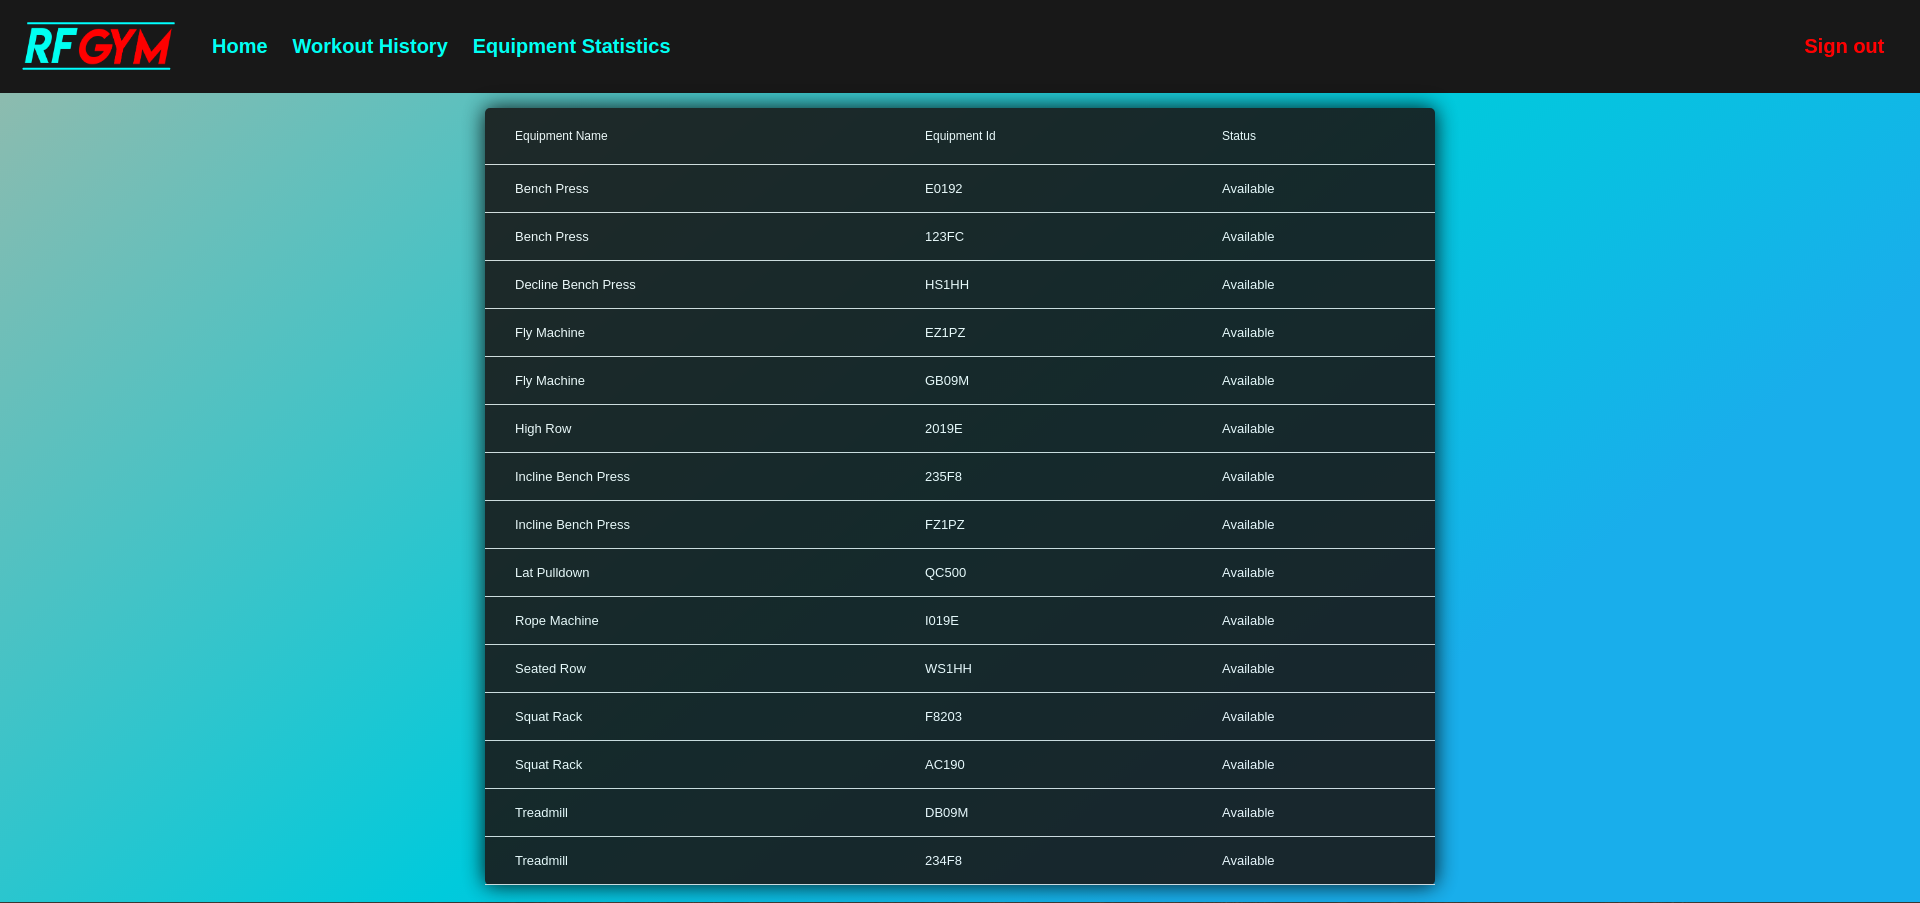 RFGYM Home Workout History Equipment Statistics Sign out
Equipment Name Equipment Id Status
Bench Press E0192 Available
Bench Press 123FC Available
Decline Bench Press HS1HH Available
Fly Machine EZ1PZ Available
Fly Machine GB09M Available
High Row 2019E Available
Incline Bench Press 235F8 Available
Incline Bench Press FZ1PZ Available
Lat Pulldown QC500 Available
Rope Machine I019E Available
Seated Row WS1HH Available
Squat Rack F8203 Available
Squat Rack AC190 Available
Treadmill DB09M Available
Treadmill 234F8 Available